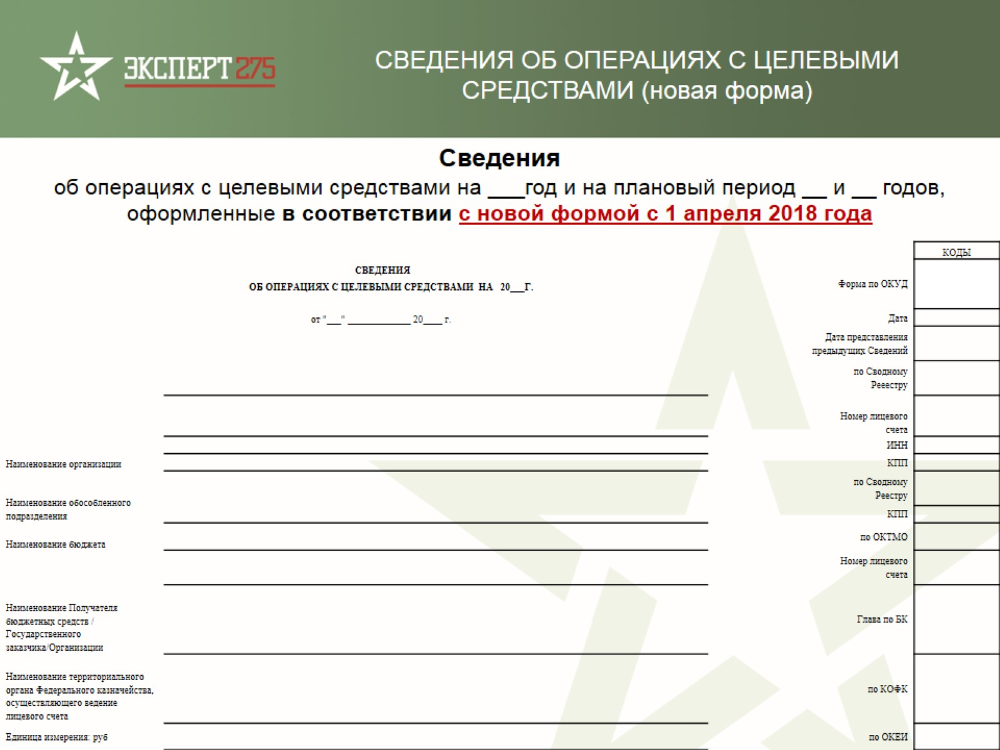 ЭКСПЕРТ 275
СВЕДЕНИЯ ОБ ОПЕРАЦИЯХ С ЦЕЛЕВЫМИ
СРЕДСТВАМИ (новая форма)
Сведения
об операциях с целевыми средствами на ___год и на плановый период __ и __ годов,
оформленные в соответствии с новой формой с 1 апреля 2018 года
КОДЫ
СВЕДЕНИЯ
ОБ ОПЕРАЦИЯХ С ЦЕЛЕВЫМИ СРЕДСТВАМИ НА 20___Г.
Форма по ОКУД
от "___" _____________ 20____ г.
Дата
Дата представления
предыдущих Сведений
по Сводному
Рееестру
Номер лицевого
счета
ИНН
Наименование организации
КПП
по Сводному
Реестру
Наименование обособленного
подразделения
КПП
Наименование бюджета
по ОКТМО
Номер лицевого
счета
Наименование Получателя
бюджетных средств /
Государственного
заказчика/Организации
Глава по БК
Наименование территориального
органа Федерального казначейства,
осуществляющего ведение
лицевого счета
по КОФК
Единица измерения: руб
по ОКЕИ